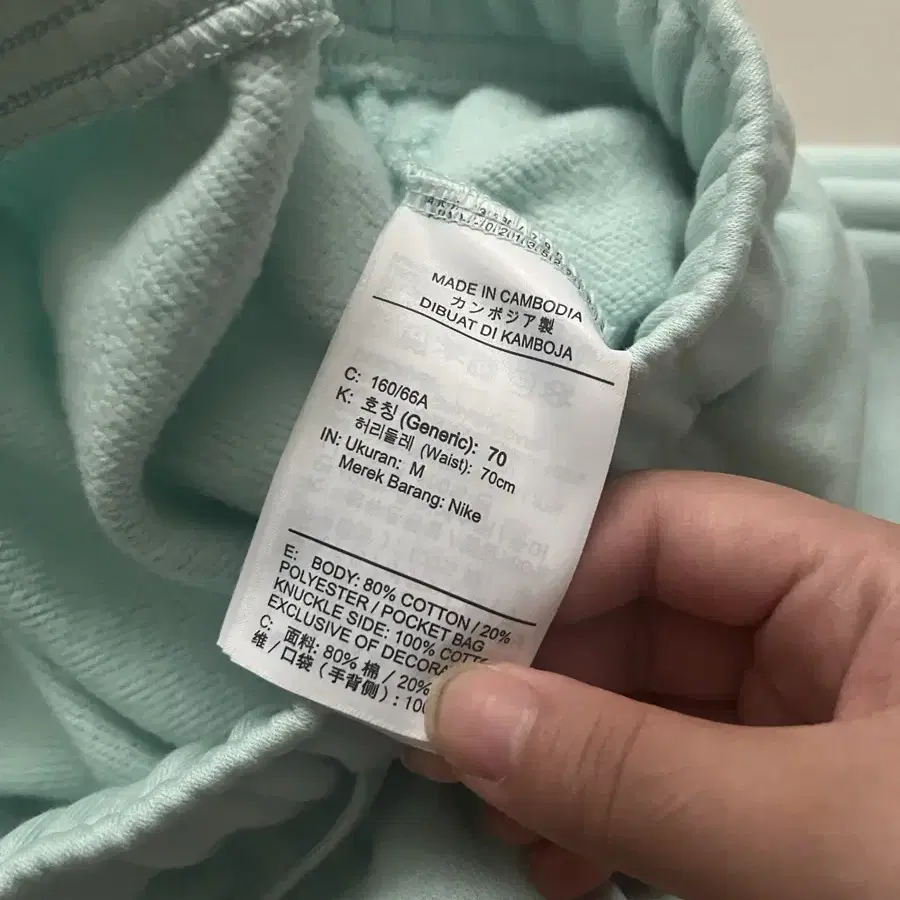 MADE IN CAMBODIA
カンボジア製
DIBUAT DI KAMBOJA
C: 160/66A
K: 호칭 (Generic): 70
허리둘레 (Waist): 70cm
IN: Ukuran: M
Merek Barang: Nike
E: BODY: 80% COTTON / 20%
POLYESTER / POCKET BAG
KNUCKLE SIDE: 100%
EXCLUSIVE OF
C: 面料: 80% 棉 / 20%
维 / 口袋 (手背侧) :